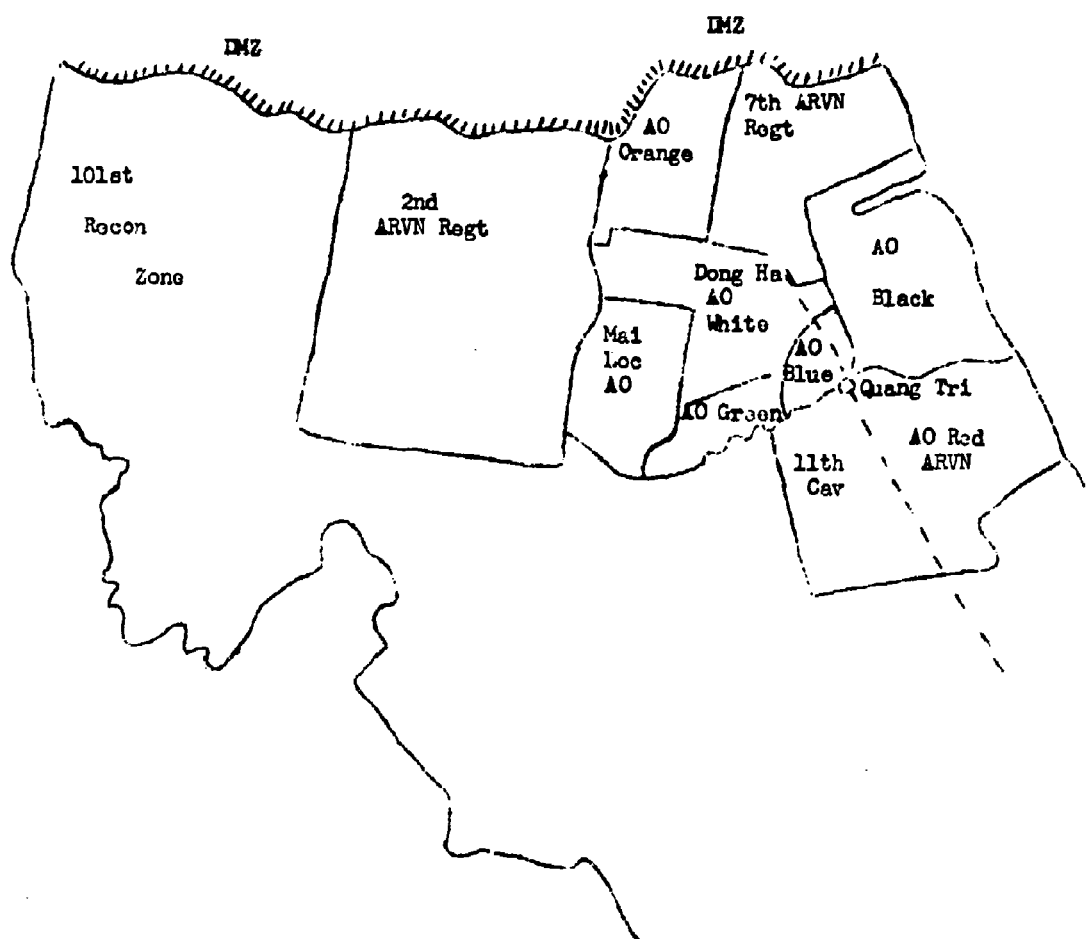 DMZ
DMZ
7th ARVN
Regt
AO
Orange
101st
Recon
Zone
2nd
ARVN Regt
AO
Black
Dong Ha
AO
White
Mai
Loc
AO
AO
Blue
Quang Tri
AO Green
AO Red
ARVN
11th
Cav